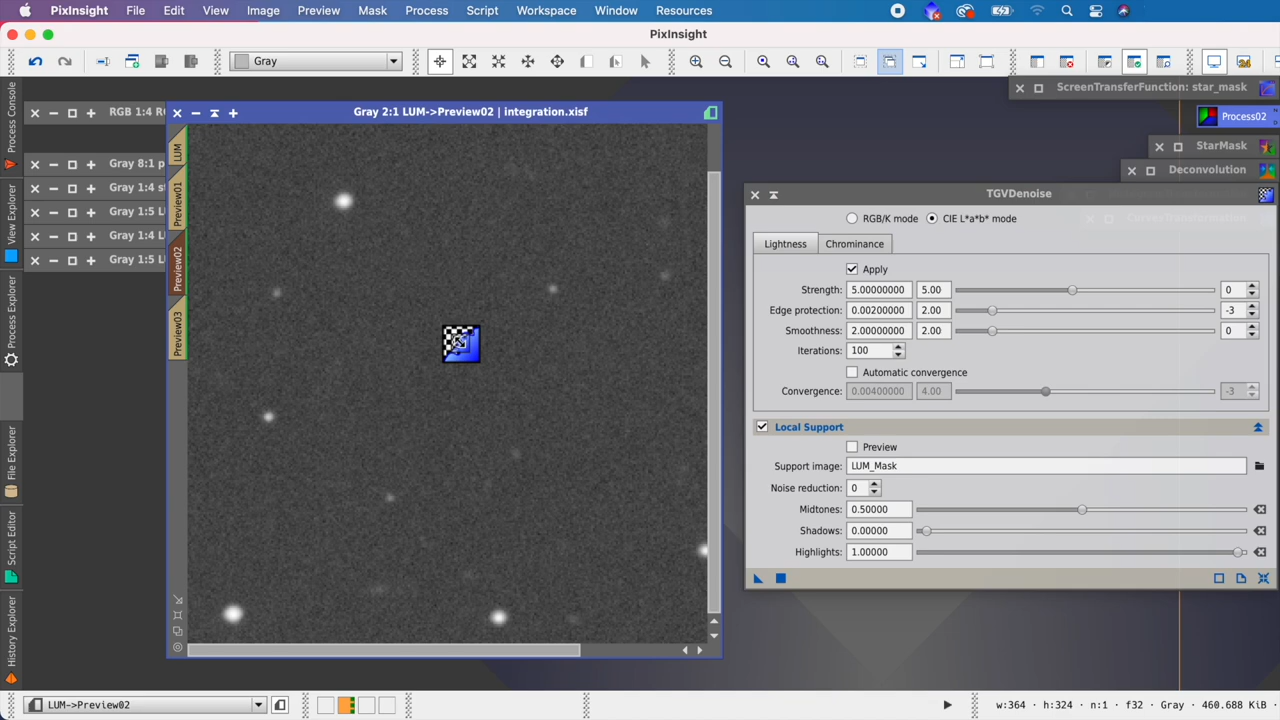 PixInsight File Edit View Image Preview Mask Process Script Workspace Window Resources
PixInsight
Gray
Process Console
View Explorer
Process Explorer
File Explorer
Script Editor
History Explorer
RGB 1:4 R
Gray 8:1 p
Gray 1:4 s
Gray 1:5 L
Gray 1:4 L
Gray 1:5 L
Gray 2:1 LUM->Preview02 | integration.xisf
LUM
Preview01
Preview02
Preview03
ScreenTransferFunction: star_mask
Process02
StarMask
Deconvolution
TGVDenoise
RGB/K mode CIE L*a*b* mode
Lightness Chrominance
Apply
Strength: 5.00000000 5.00 0
Edge protection: 0.00200000 2.00 -3
Smoothness: 2.00000000 2.00 0
Iterations: 100
Automatic convergence
Convergence: 0.00400000 4.00 -3
Local Support
Preview
Support image: LUM_Mask
Noise reduction: 0
Midtones: 0.50000
Shadows: 0.00000
Highlights: 1.00000
LUM->Preview02
w:364 h:324 n:1 f32 Gray 460.688 KiB